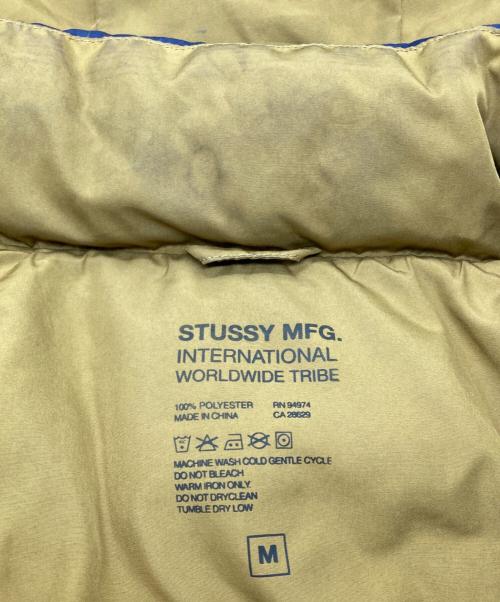 STUSSY MFG.
INTERNATIONAL
WORLDWIDE TRIBE
100% POLYESTER RN 94974
MADE IN CHINA CA 28629
MACHINE WASH COLD GENTLE CYCLE
DO NOT BLEACH
WARM IRON ONLY.
DO NOT DRYCLEAN
TUMBLE DRY LOW
M